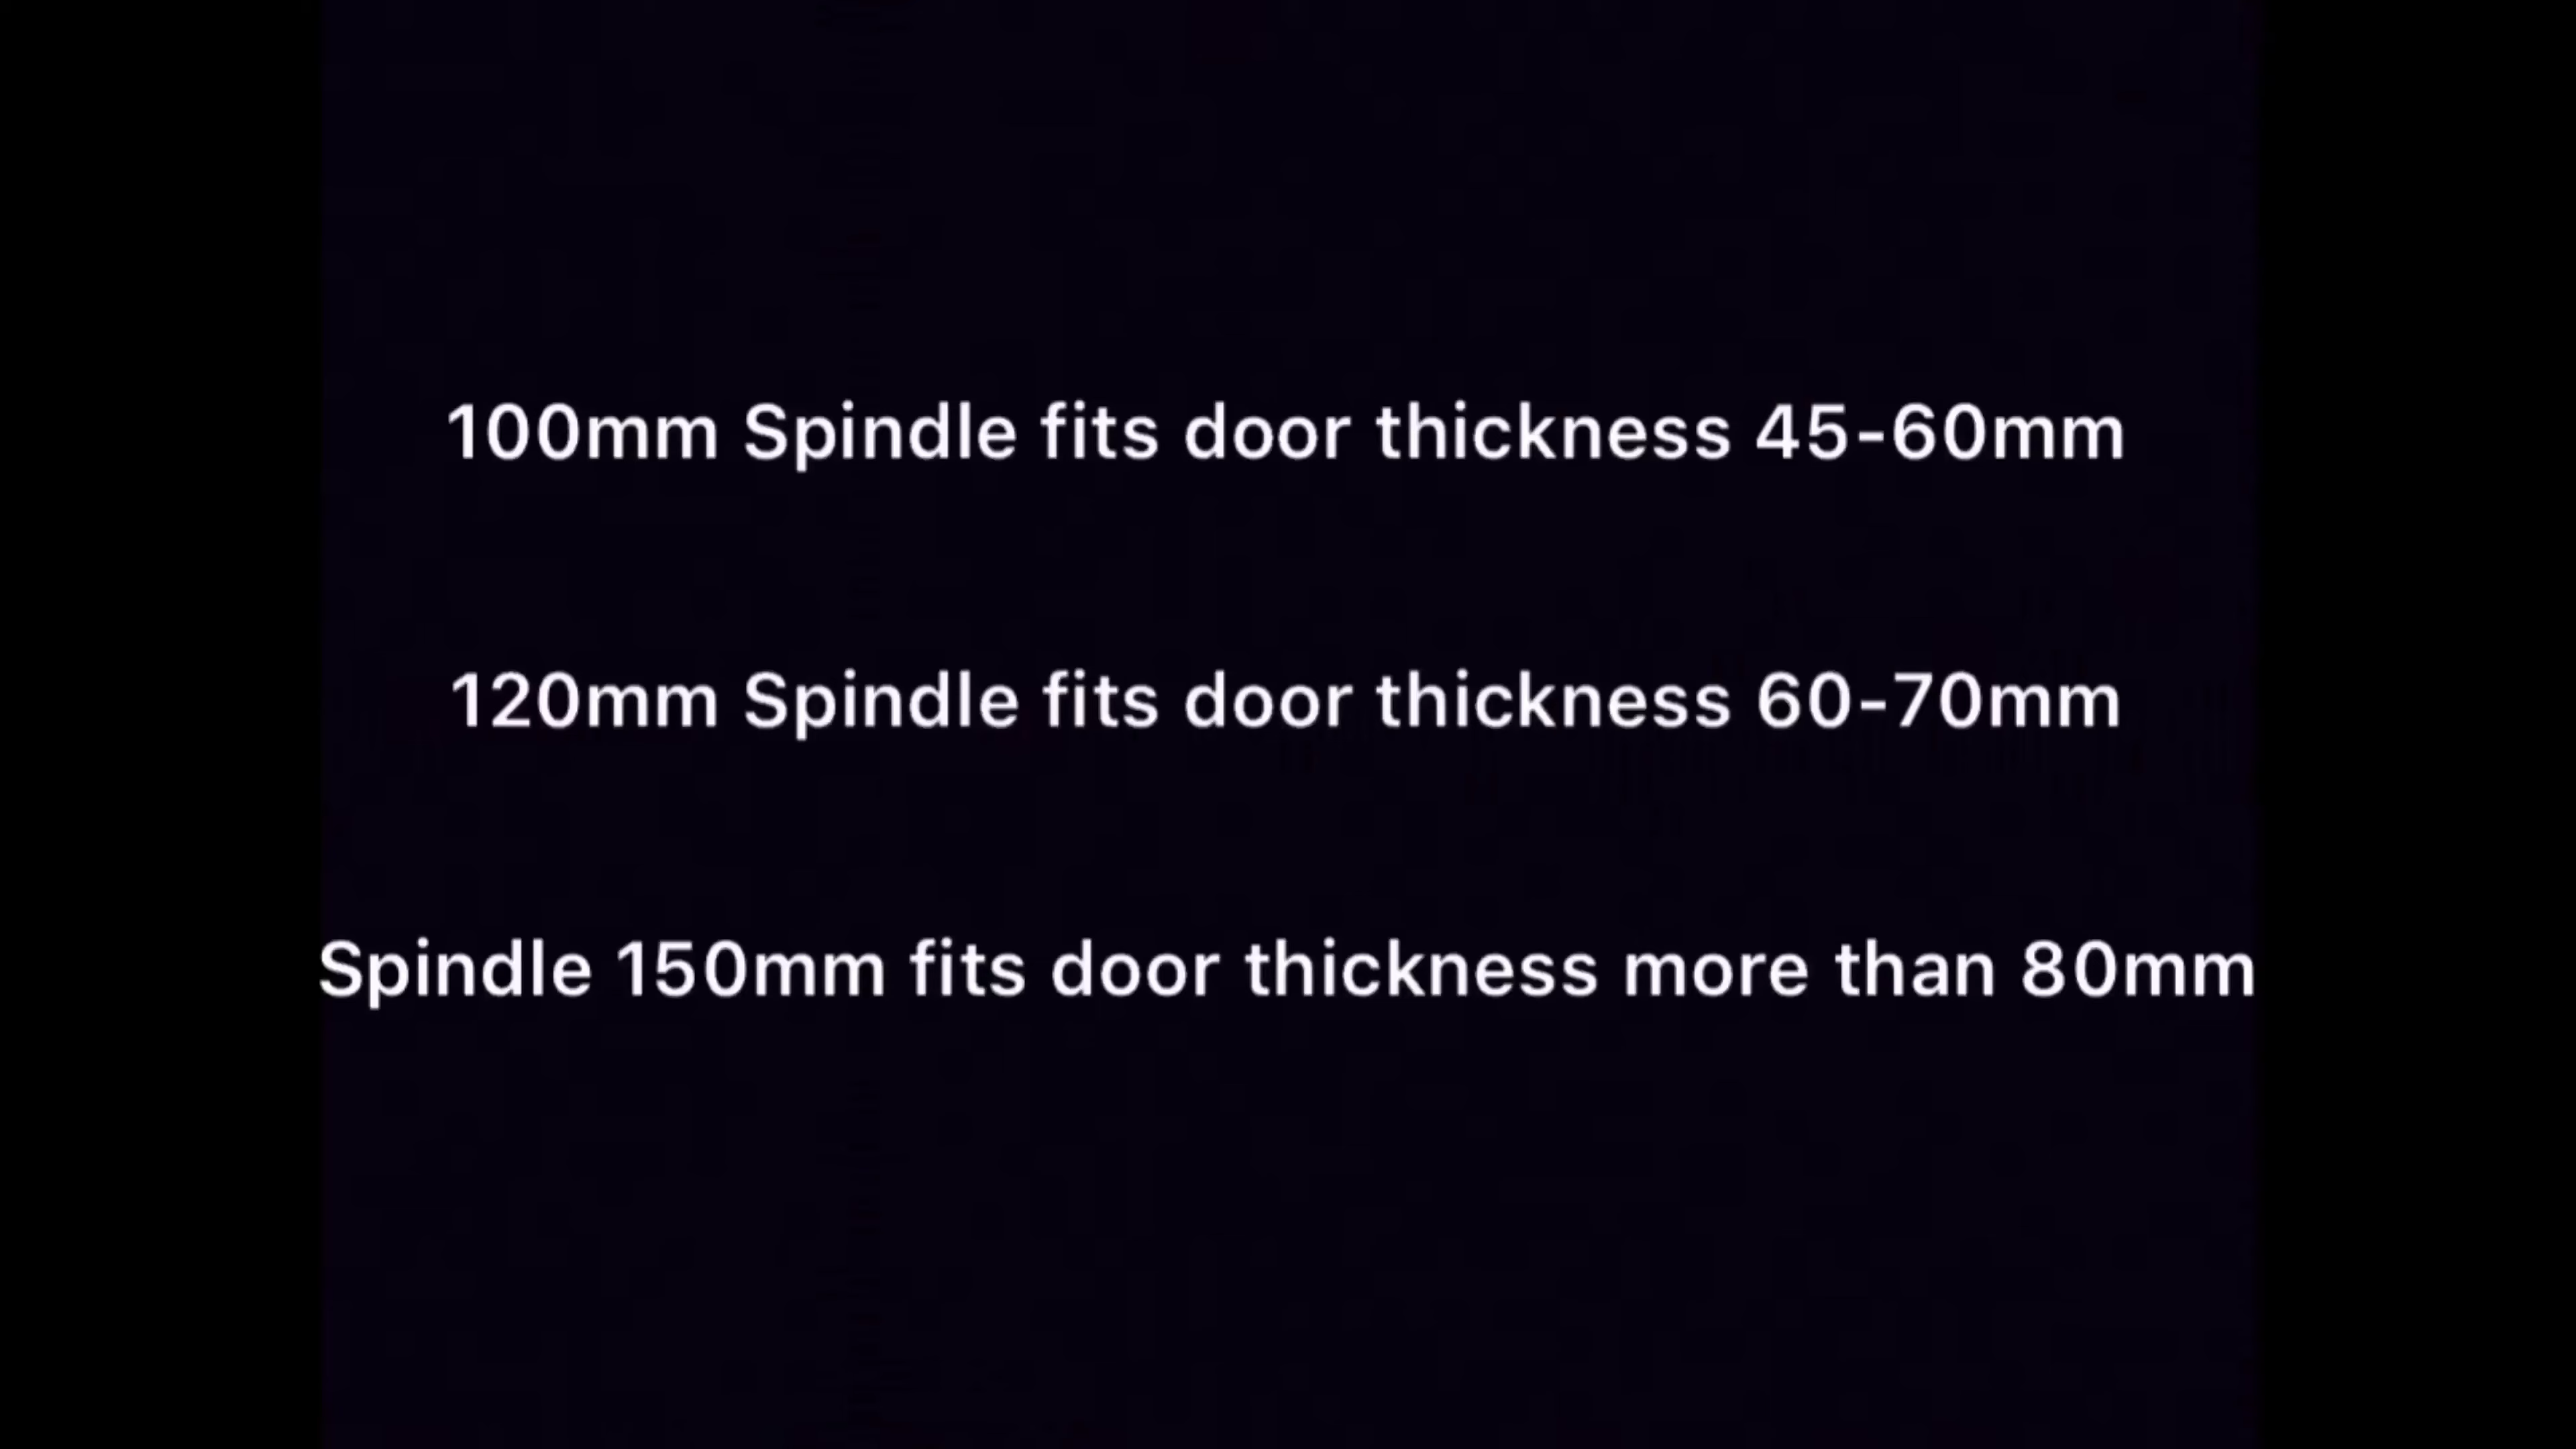 100mm Spindle fits door thickness 45-60mm
120mm Spindle fits door thickness 60-70mm
Spindle 150mm fits door thickness more than 80mm